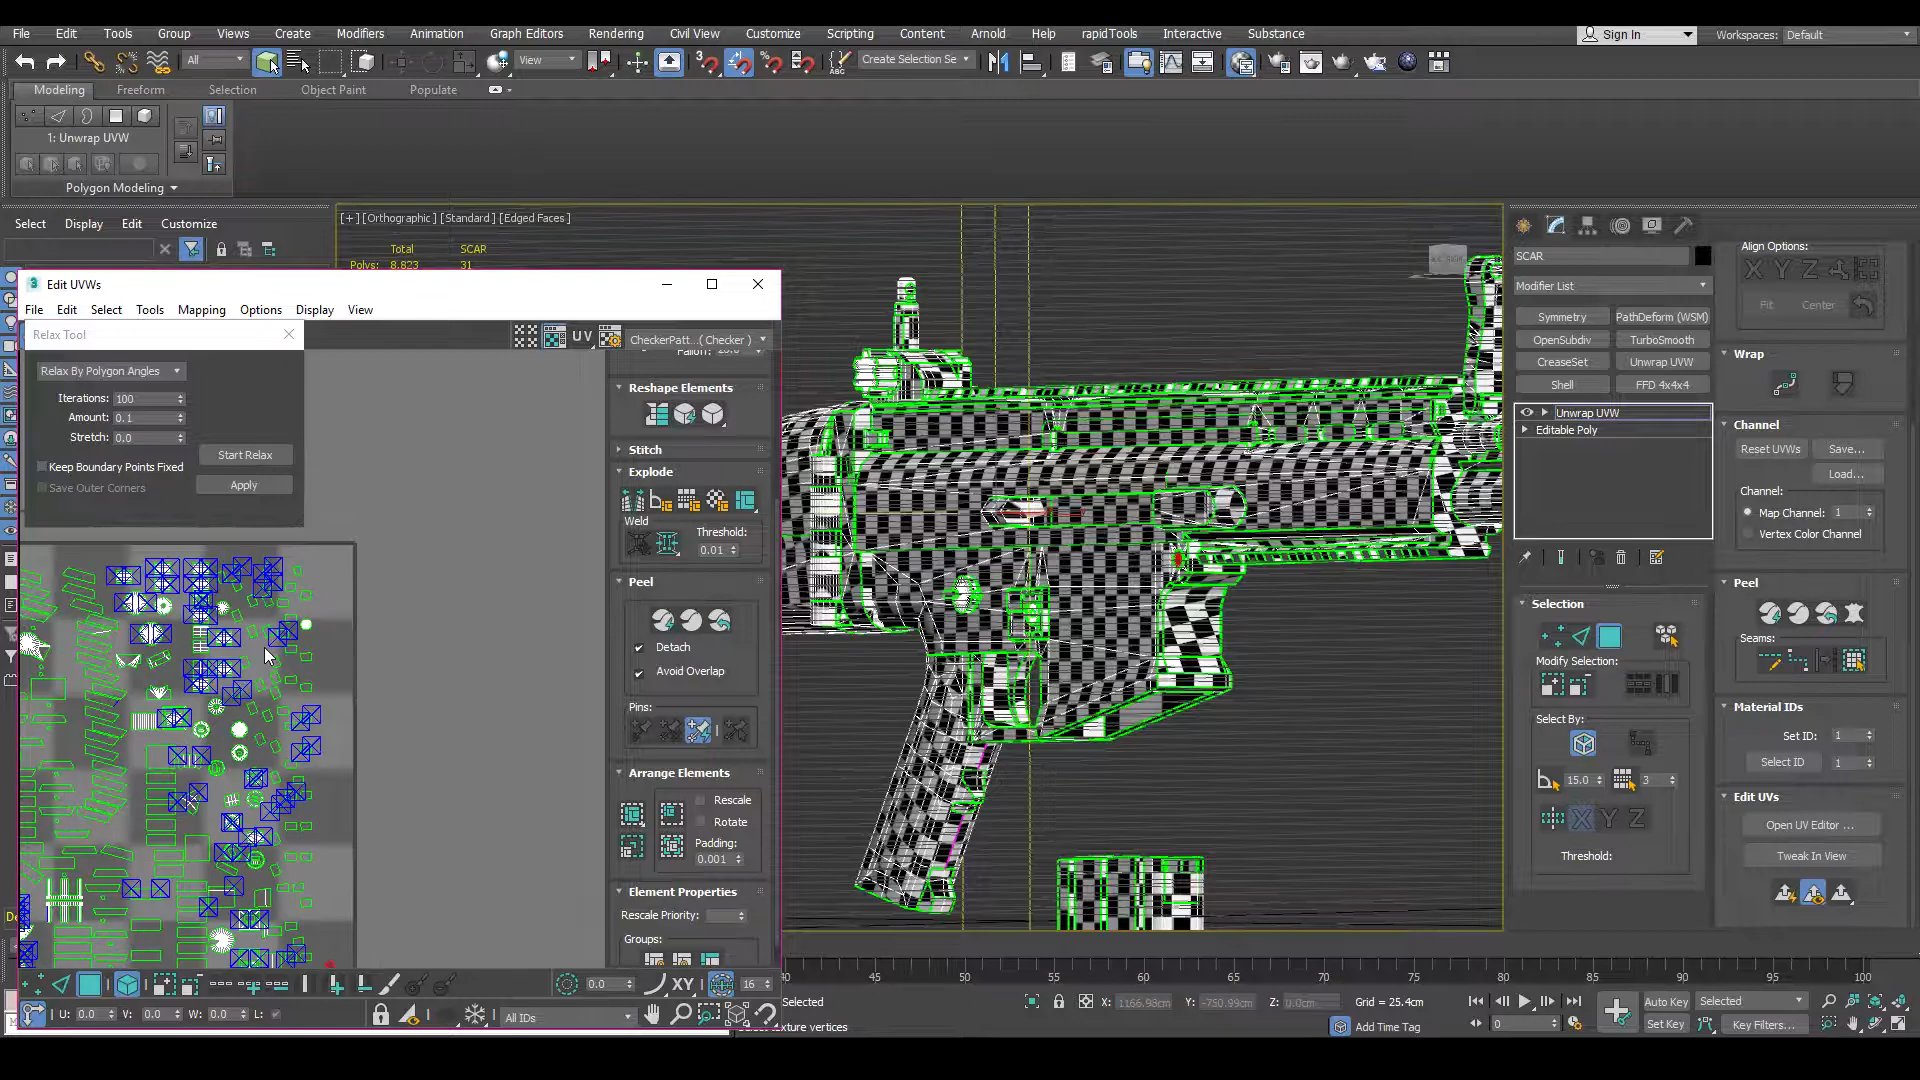 File Edit Tools Group Views Create Modifiers Animation Graph Editors Rendering Civil View Customize Scripting Content Arnold Help rapidTools Interactive Substance Sign In Workspaces: Default
All View Create Selection Se
Modeling Freeform Selection Object Paint Populate
1: Unwrap UVW
Polygon Modeling
Select Display Edit Customize
[+] [Orthographic] [Standard] [Edged Faces]
Total SCAR
Polys: 8,823 31
Edit UVWs
File Edit Select Tools Mapping Options Display View
Relax Tool
UV CheckerPatt...( Checker )
Relax By Polygon Angles
Iterations: 100
Amount: 0.1
Stretch: 0.0
Start Relax
Keep Boundary Points Fixed
Save Outer Corners
Apply
Reshape Elements
Stitch
Explode
Weld
Threshold:
0.01
Peel
Detach
Avoid Overlap
Pins:
Arrange Elements
Rescale
Rotate
Padding:
0.001
Element Properties
Rescale Priority:
Groups:
0.0 XY 16
U: 0.0 V: 0.0 W: 0.0 L: All IDs
SCAR
Modifier List
Symmetry PathDeform (WSM)
OpenSubdiv TurboSmooth
CreaseSet Unwrap UVW
Shell FFD 4x4x4
Unwrap UVW
Editable Poly
Selection
Modify Selection:
Select By:
15.0 3
X Y Z
Threshold:
Align Options:
X Y Z
Fit Center
Wrap
Channel
Reset UVWs Save...
Load...
Channel:
Map Channel: 1
Vertex Color Channel
Peel
Seams:
Material IDs
Set ID: 1
Select ID 1
Edit UVs
Open UV Editor ...
Tweak In View
40 45 50 55 60 65 70 75 80 85 90 95 100
Selected X: 1166.98cm Y: -750.99cm Z: 0.0cm Grid = 25.4cm Auto Key Selected
texture vertices Add Time Tag 0 Set Key Key Filters...